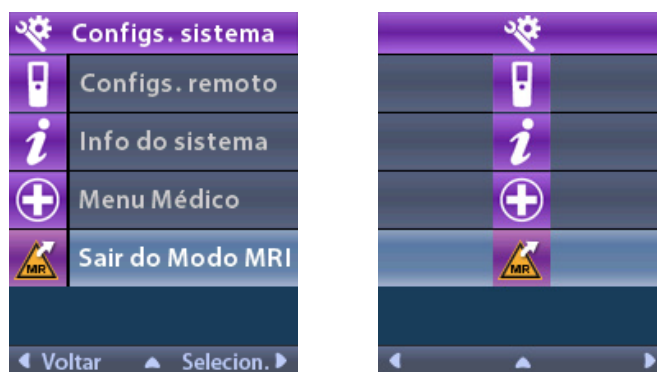 Configs. sistema
Configs. remoto
Info do sistema
Menu Médico
MR Sair do Modo MRI
Voltar Selecion.
MR